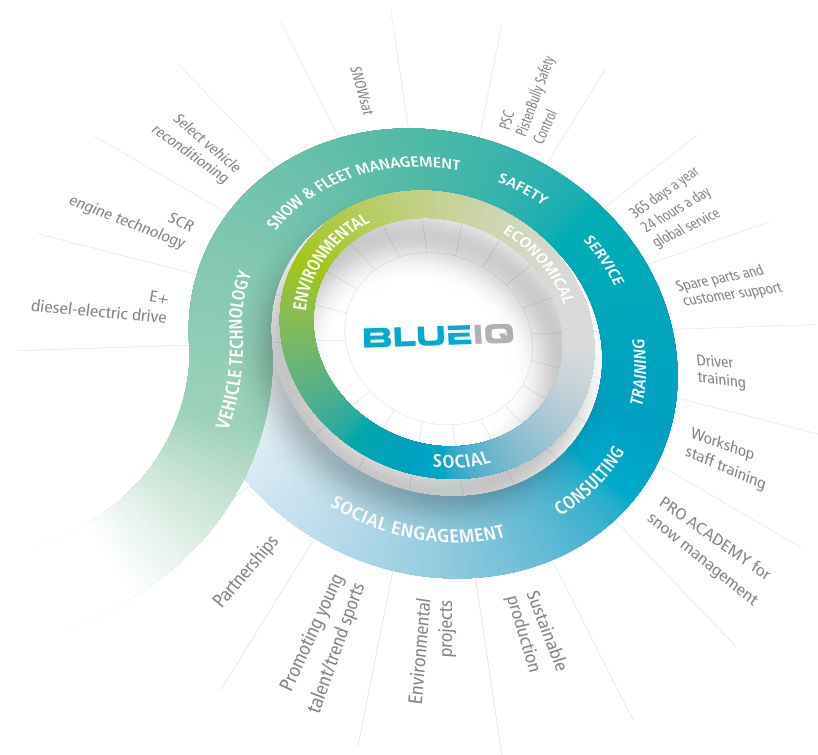 BLUEIQ
ENVIRONMENTAL
ECONOMICAL
SOCIAL
VEHICLE TECHNOLOGY
SNOW & FLEET MANAGEMENT
SAFETY
SERVICE
TRAINING
CONSULTING
SOCIAL ENGAGEMENT
E+
diesel-electric drive
SCR
engine technology
Select vehicle
reconditioning
SNOWsat
PSC
PistenBully Safety
Control
365 days a year
24 hours a day
global service
Spare parts and
customer support
Driver
training
Workshop
staff training
PRO ACADEMY for
snow management
Sustainable
production
Environmental
projects
Promoting young
talent/trend sports
Partnerships